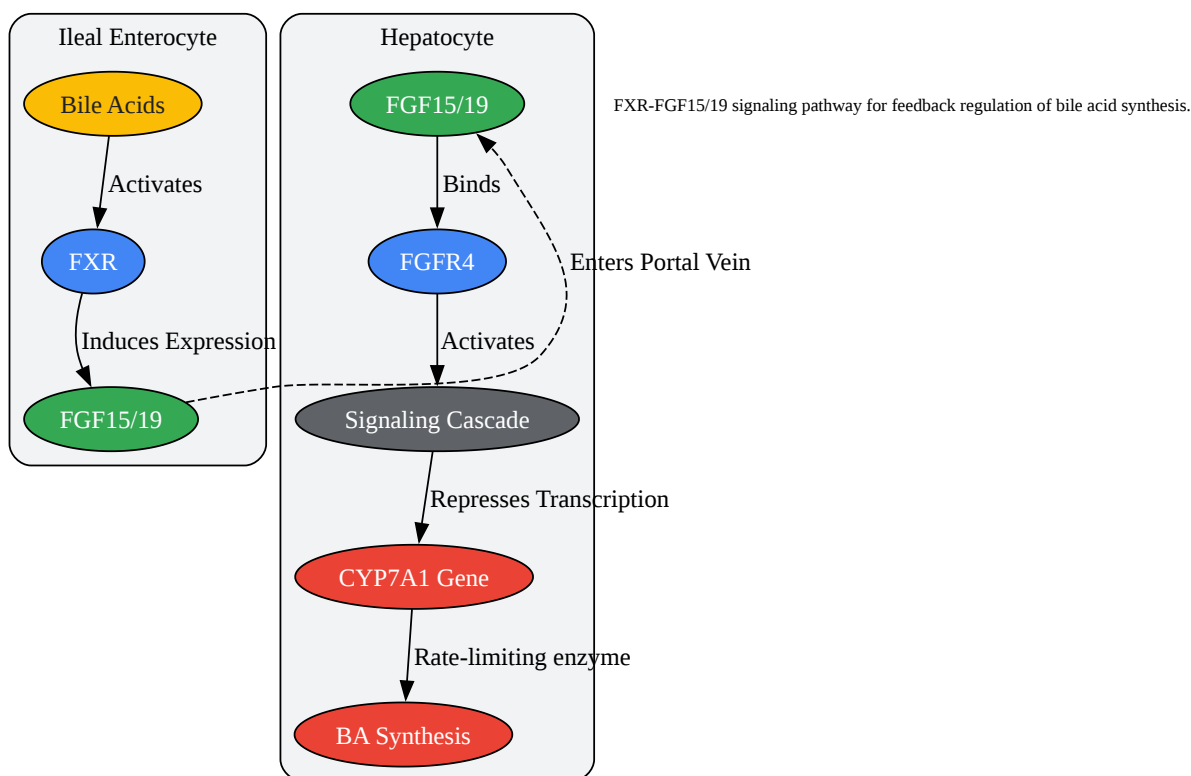 Ileal Enterocyte
Bile Acids
Activates
FXR
Induces Expression
FGF15/19
Hepatocyte
FGF15/19
Binds
FGFR4
Enters Portal Vein
Activates
Signaling Cascade
Represses Transcription
CYP7A1 Gene
Rate-limiting enzyme
BA Synthesis
FXR-FGF15/19 signaling pathway for feedback regulation of bile acid synthesis.